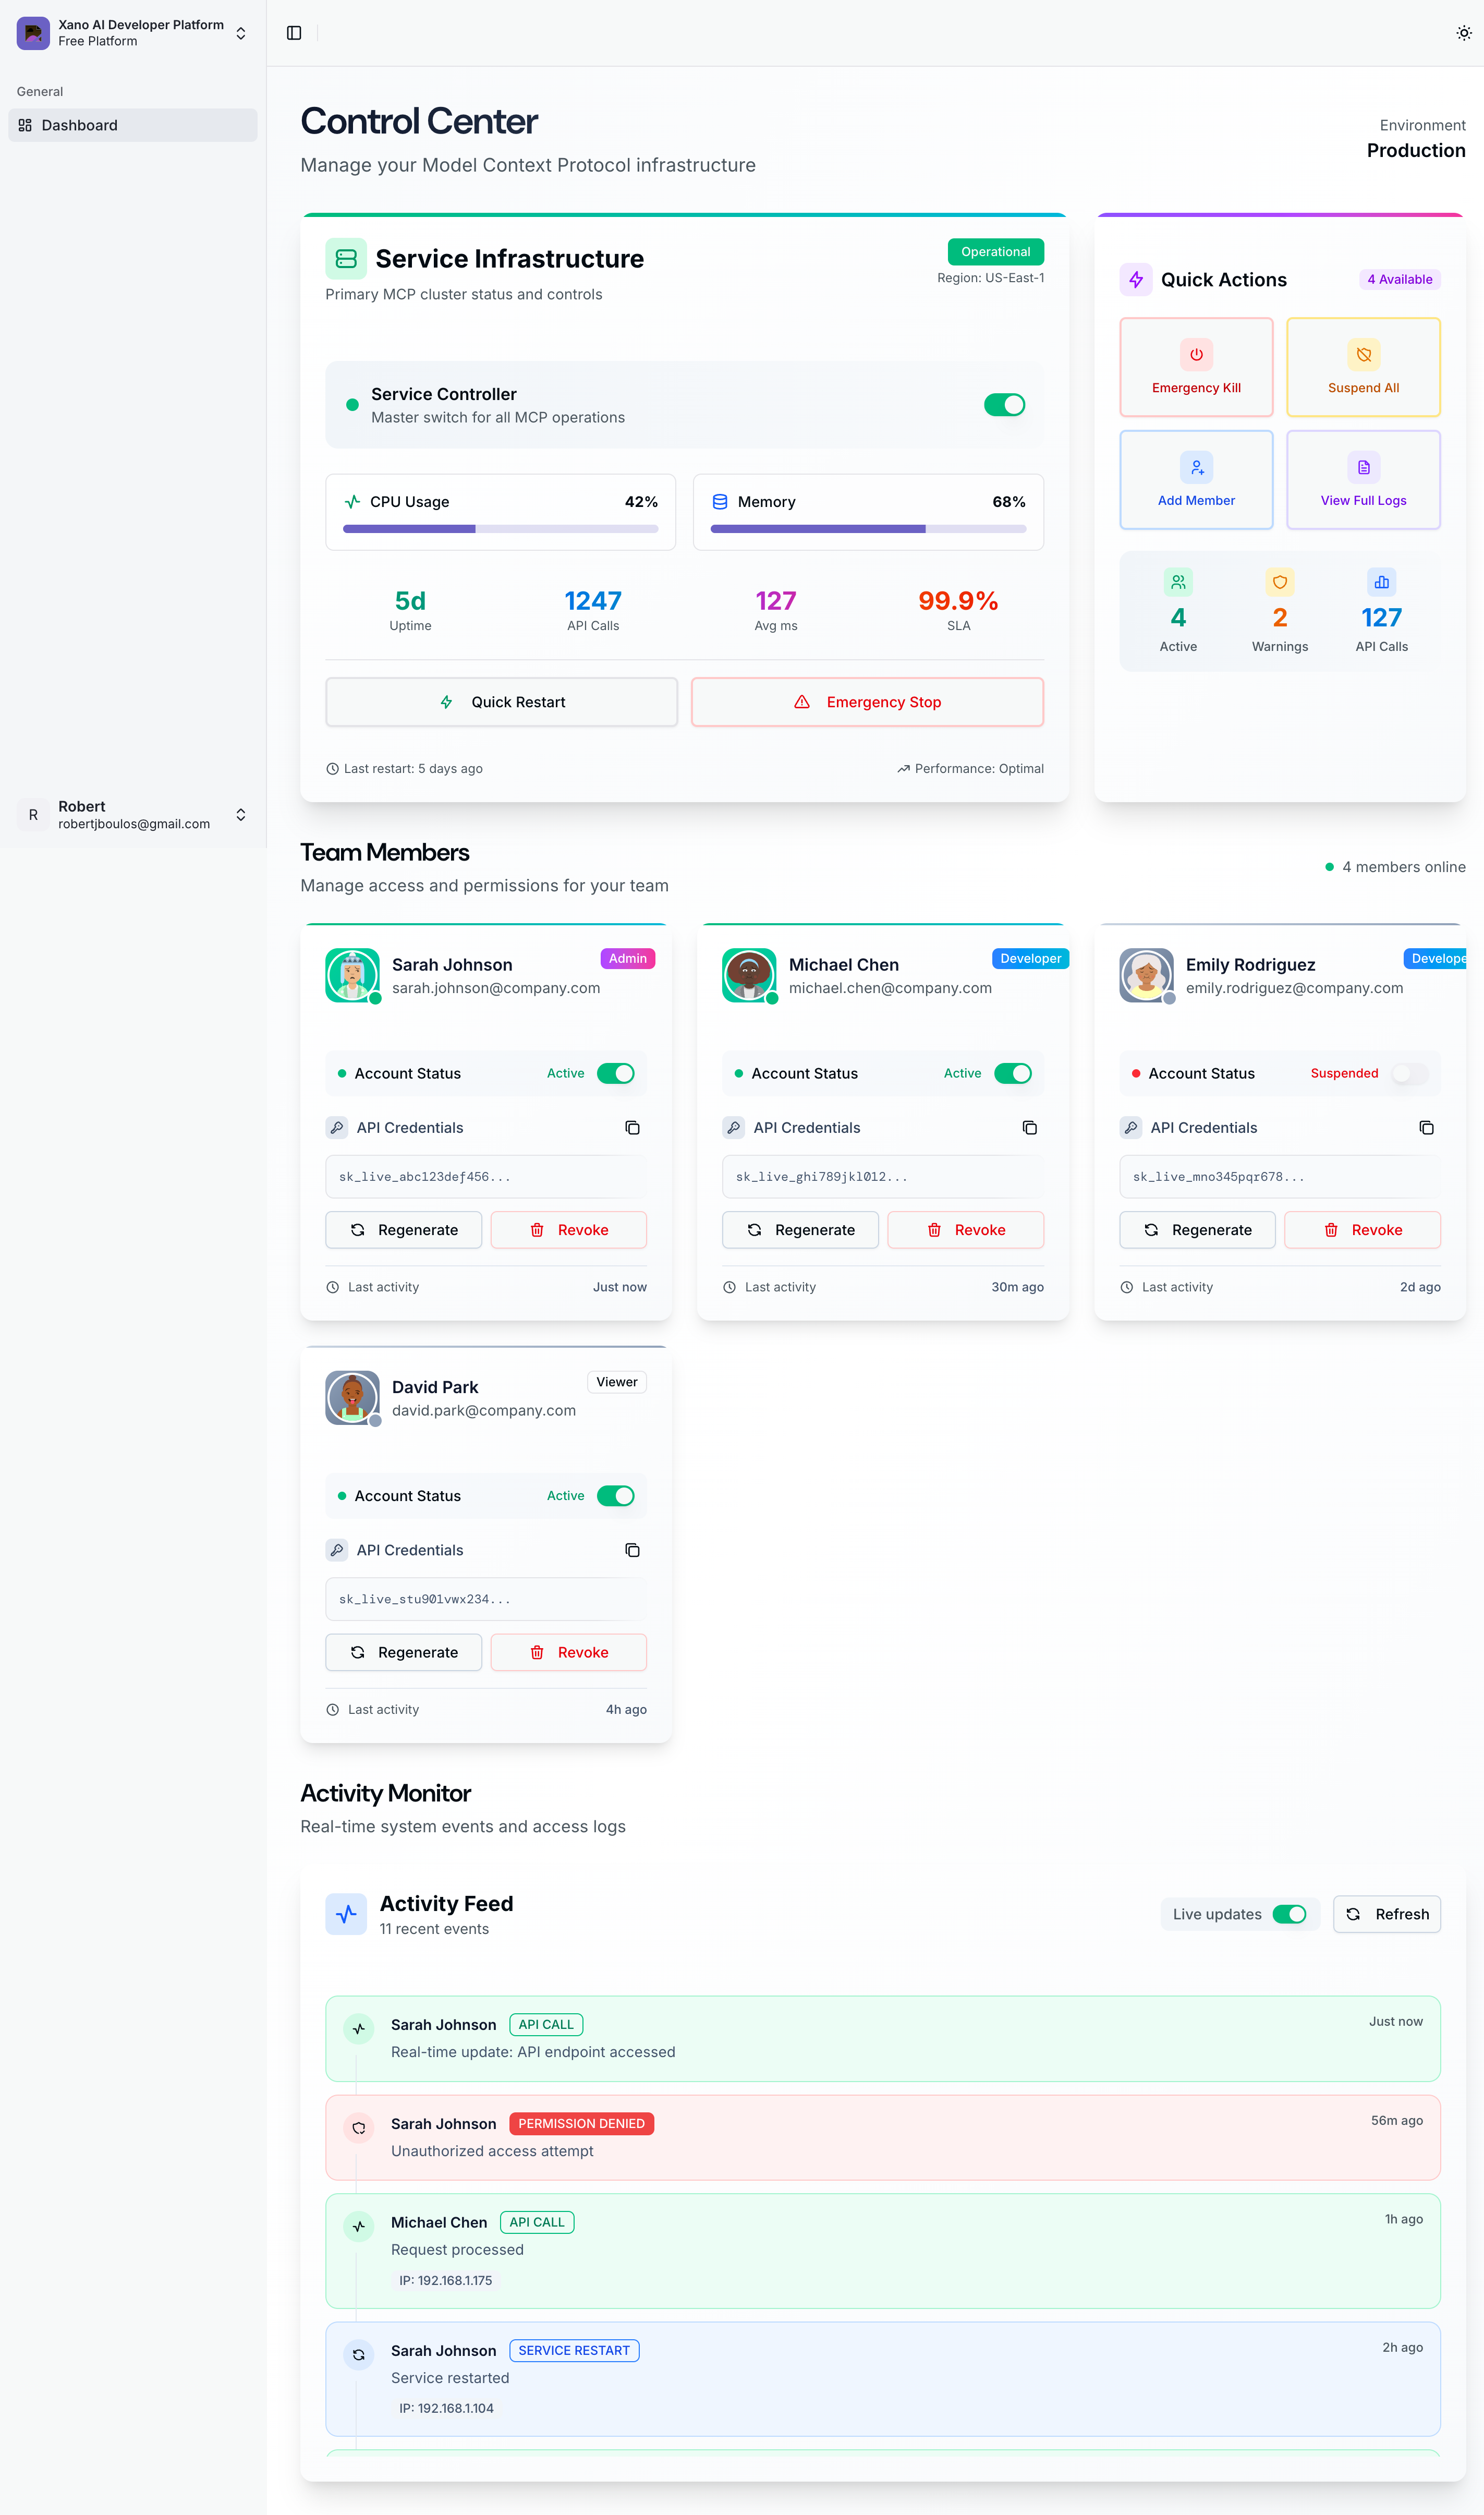 Xano AI Developer Platform
Free Platform
General
Dashboard
Robert
R
robertjboulos@gmail.com
Control Center
Manage your Model Context Protocol infrastructure
Environment
Production
Service Infrastructure
Primary MCP cluster status and controls
Operational
Region: US-East-1
Service Controller
Master switch for all MCP operations
CPU Usage 42%
Memory 68%
5d
Uptime
1247
API Calls
127
Avg ms
99.9%
SLA
Quick Restart
Emergency Stop
Last restart: 5 days ago
Performance: Optimal
Quick Actions
4 Available
Emergency Kill
Suspend All
Add Member
View Full Logs
4
Active
2
Warnings
127
API Calls
Team Members
Manage access and permissions for your team
4 members online
Sarah Johnson
Admin
sarah.johnson@company.com
Account Status Active
API Credentials
sk_live_abc123def456...
Regenerate
Revoke
Last activity Just now
Michael Chen
Developer
michael.chen@company.com
Account Status Active
API Credentials
sk_live_ghi789jkl012...
Regenerate
Revoke
Last activity 30m ago
Emily Rodriguez
Develope
emily.rodriguez@company.com
Account Status Suspended
API Credentials
sk_live_mno345pqr678...
Regenerate
Revoke
Last activity 2d ago
David Park
Viewer
david.park@company.com
Account Status Active
API Credentials
sk_live_stu901vwx234...
Regenerate
Revoke
Last activity 4h ago
Activity Monitor
Real-time system events and access logs
Activity Feed
11 recent events
Live updates
Refresh
Sarah Johnson API CALL Just now
Real-time update: API endpoint accessed
Sarah Johnson PERMISSION DENIED 56m ago
Unauthorized access attempt
Michael Chen API CALL 1h ago
Request processed
IP: 192.168.1.175
Sarah Johnson SERVICE RESTART 2h ago
Service restarted
IP: 192.168.1.104